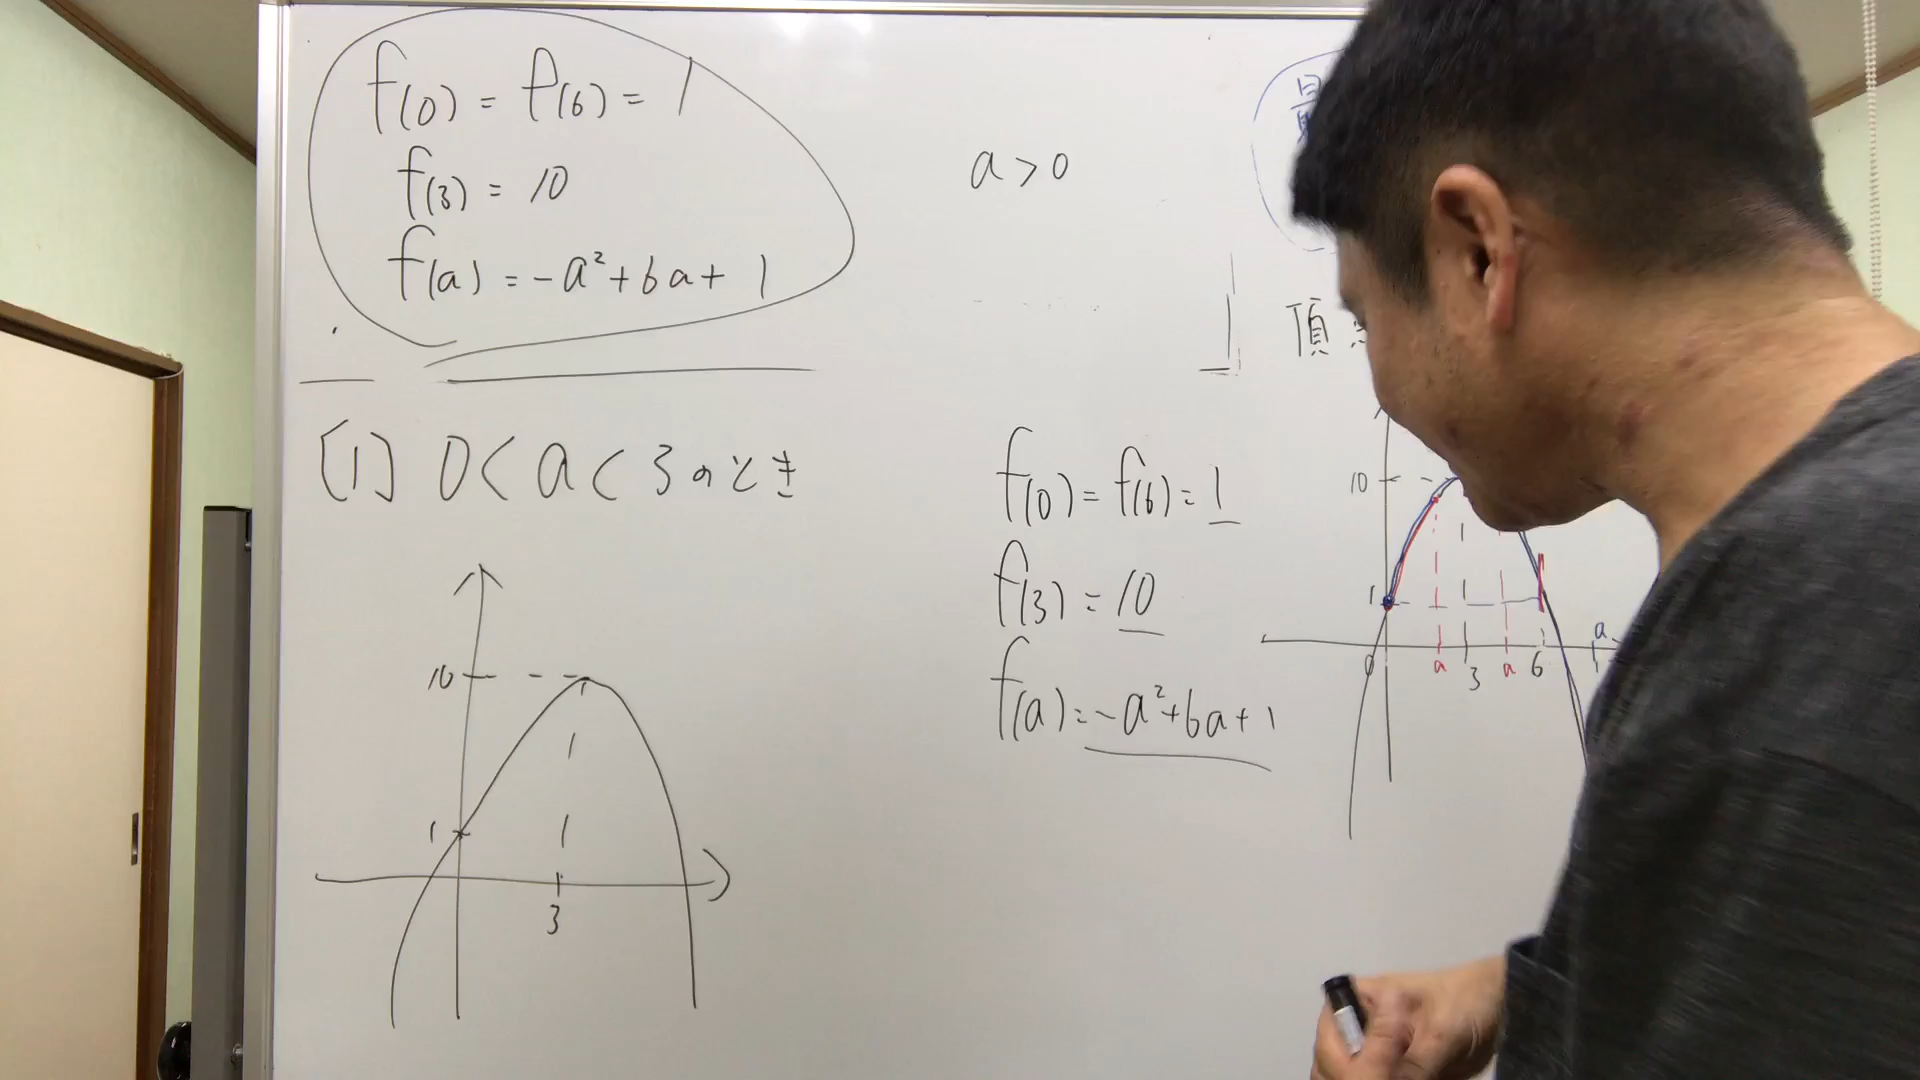 f(0) = f(6) = 1
f(3) = 10
f(a) = -a²+6a+1
a>0
頂
[1] 0<a<3のとき
f(0)=f(6)=1
f(3)=10
f(a)=-a²+6a+1
10
1
3
10
1
0 a 3 a 6 a